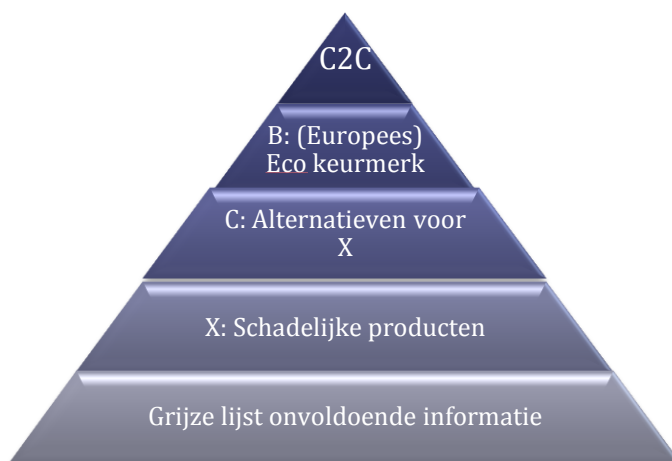 C2C
B: (Europees)
Eco keurmerk
C: Alternatieven voor
X
X: Schadelijke producten
Grijze lijst onvoldoende informatie